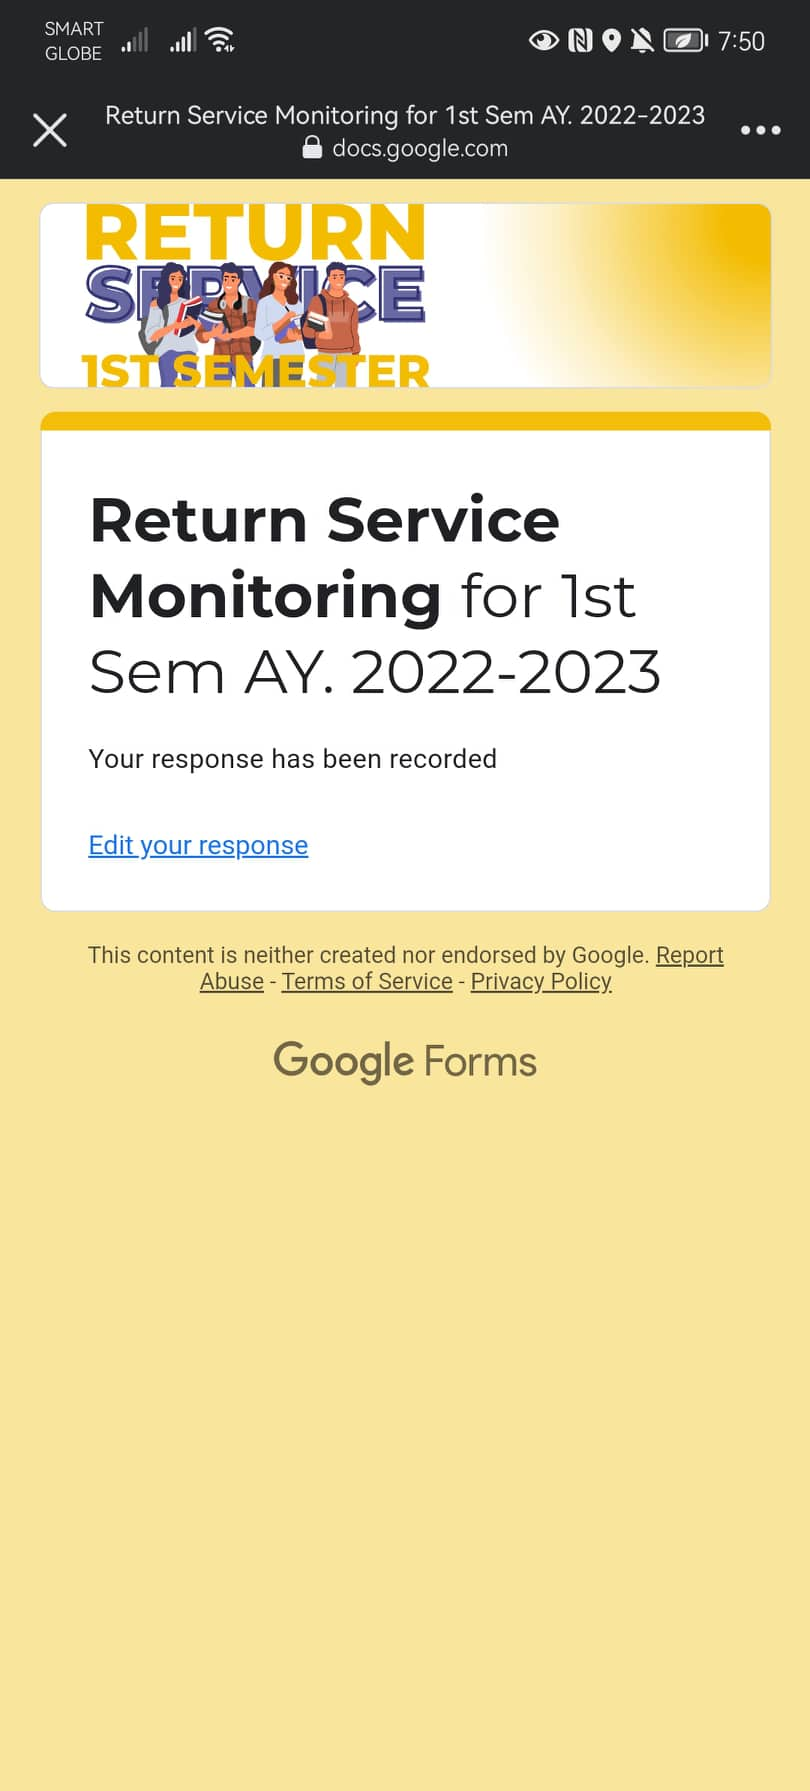 SMART
GLOBE
7:50
Return Service Monitoring for 1st Sem AY. 2022-2023
docs.google.com
RETURN
SERVICE
1ST SEMESTER
Return Service
Monitoring for 1st
Sem AY. 2022-2023
Your response has been recorded
Edit your response
This content is neither created nor endorsed by Google. Report
Abuse - Terms of Service - Privacy Policy
Google Forms